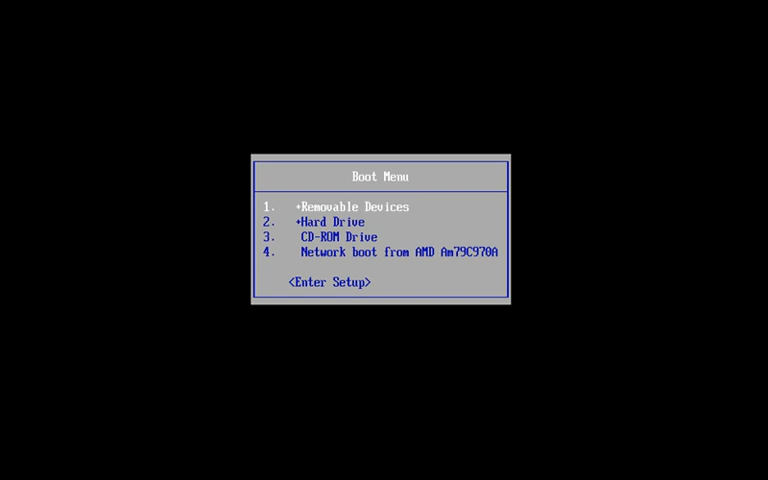 Boot Menu
1. +Removable Devices
2. +Hard Drive
3. CD-ROM Drive
4. Network boot from AMD Am79C970A
<Enter Setup>